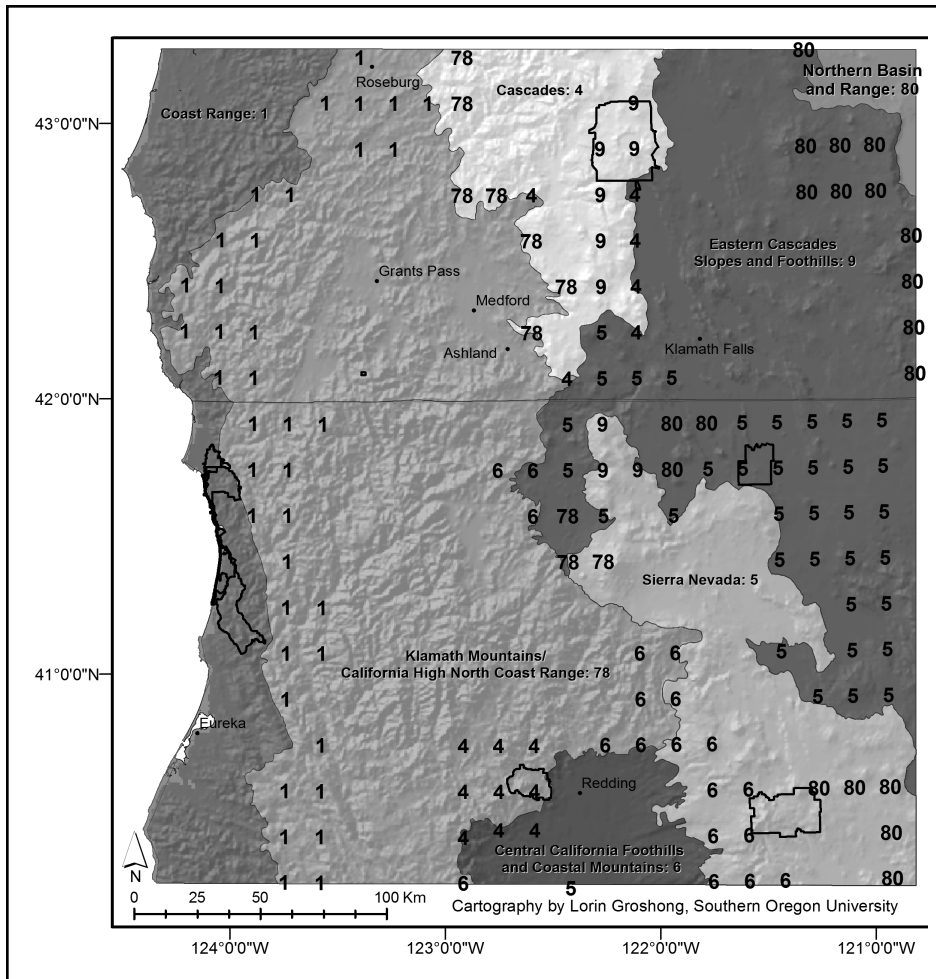 80
1 78
Roseburg
Northern Basin
and Range: 80
Cascades: 4
1 1 1 1 78 9
Coast Range: 1
43°0'0"N
1 1 9 9 80 80 80
1 1 78 78 4 9 4 80 80 80
1 1 78 9 4 80
Eastern Cascades
Slopes and Foothills: 9
Grants Pass
1 1 78 9 4 80
Medford
1 1 1 78 5 4 80
Ashland
Klamath Falls
1 1 4 5 5 5 80
42°0'0"N
1 1 1 5 9 80 80 5 5 5 5 5
1 1 6 6 5 9 9 80 5 5 5 5 5 5
1 1 6 78 5 5 5 5 5 5
1 78 78 5 5 5 5
Sierra Nevada: 5
1 1 5 5
1 1 6 6 5 5 5
Klamath Mountains/
California High North Coast Range: 78
41°0'0"N
1 6 6 5 5 5
Eureka
1 4 4 4 6 6 6 6
Redding
1 1 4 4 4 6 6 80 80 80
1 1 4 4 4 6 6 80
Central California Foothills
and Coastal Mountains: 6
1 1 6 5 6 6 6 80
N
0 25 50 100 Km
Cartography by Lorin Groshong, Southern Oregon University
124°0'0"W 123°0'0"W 122°0'0"W 121°0'0"W